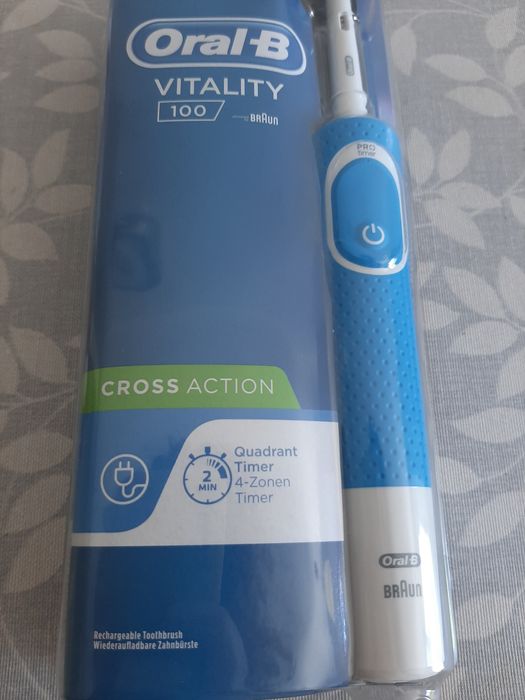 Oral-B
VITALITY
100
BRAUN
CROSS ACTION
2
MIN
Quadrant
Timer
4-Zonen
Timer
Rechargeable Toothbrush
Wiederaufladbare Zahnbürste
Oral-B
PRO
timer
Oral-B
BRAUN